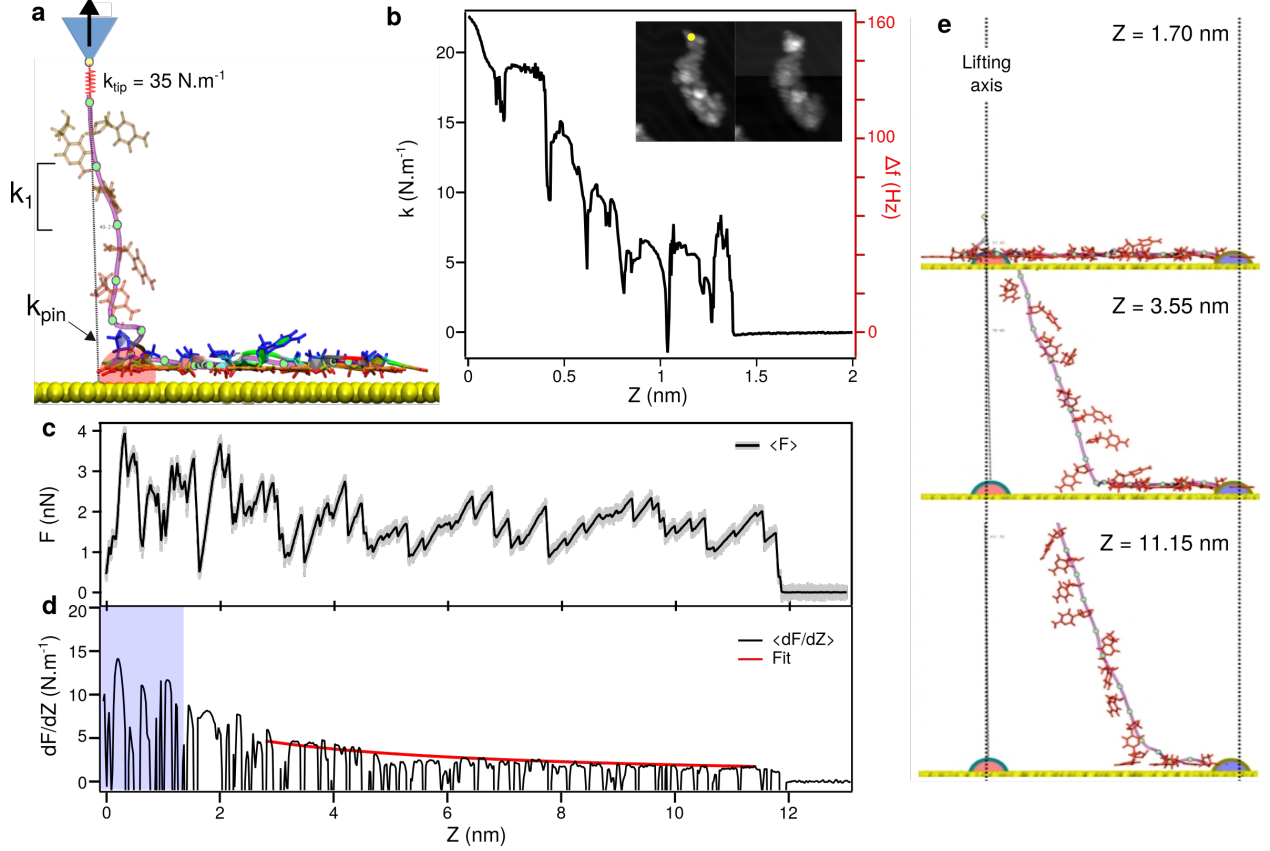 a
k_tip = 35 N.m⁻¹
k₁
k_pin
b
k (N.m⁻¹)
20
15
10
5
0
0
0.5
1
1.5
2
Z (nm)
160
100
0
Δf (Hz)
c
F (nN)
4
3
2
1
0
<F>
d
dF/dZ (N.m⁻¹)
20
15
10
5
0
<dF/dZ>
Fit
0
2
4
6
8
10
12
Z (nm)
e
Lifting
axis
Z = 1.70 nm
Z = 3.55 nm
Z = 11.15 nm